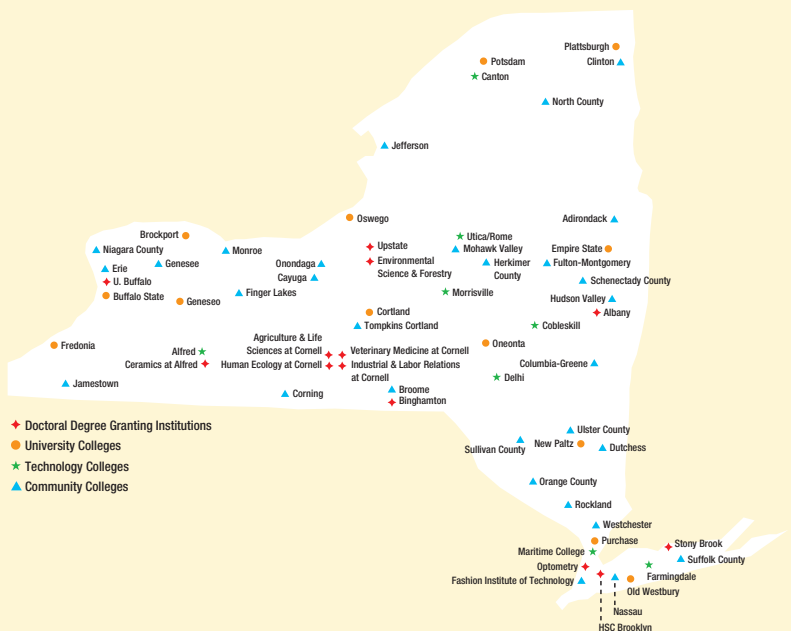 Plattsburgh
Clinton
Potsdam
Canton
North County
Jefferson
Oswego
Adirondack
Brockport
Niagara County
Monroe
Upstate
Utica/Rome
Mohawk Valley
Empire State
Erie
Genesee
Onondaga
Environmental
Science & Forestry
Herkimer
County
Fulton-Montgomery
U. Buffalo
Cayuga
Schenectady County
Buffalo State
Geneseo
Finger Lakes
Morrisville
Hudson Valley
Albany
Cortland
Tompkins Cortland
Cobleskill
Fredonia
Alfred
Ceramics at Alfred
Agriculture & Life
Sciences at Cornell
Human Ecology at Cornell
Veterinary Medicine at Cornell
Industrial & Labor Relations
at Cornell
Oneonta
Columbia-Greene
Delhi
Jamestown
Corning
Broome
Binghamton
Doctoral Degree Granting Institutions
University Colleges
Technology Colleges
Community Colleges
Ulster County
Sullivan County
New Paltz
Dutchess
Orange County
Rockland
Westchester
Purchase
Maritime College
Stony Brook
Optometry
Suffolk County
Fashion Institute of Technology
Farmingdale
Old Westbury
Nassau
HSC Brooklyn